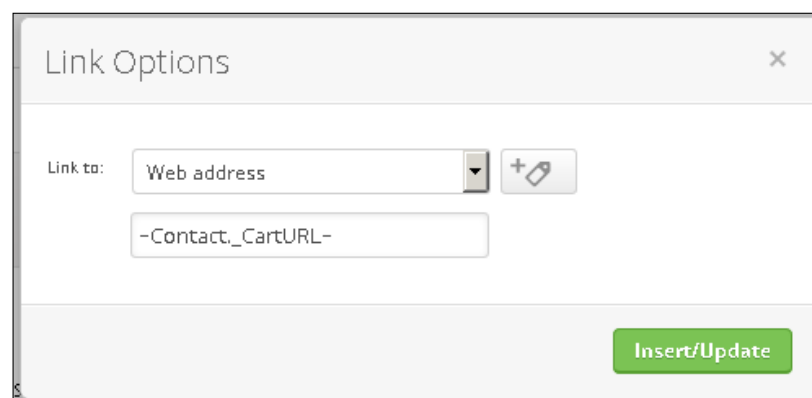 Link Options
Link to:
Web address
~Contact._CartURL~
Insert/Update
s